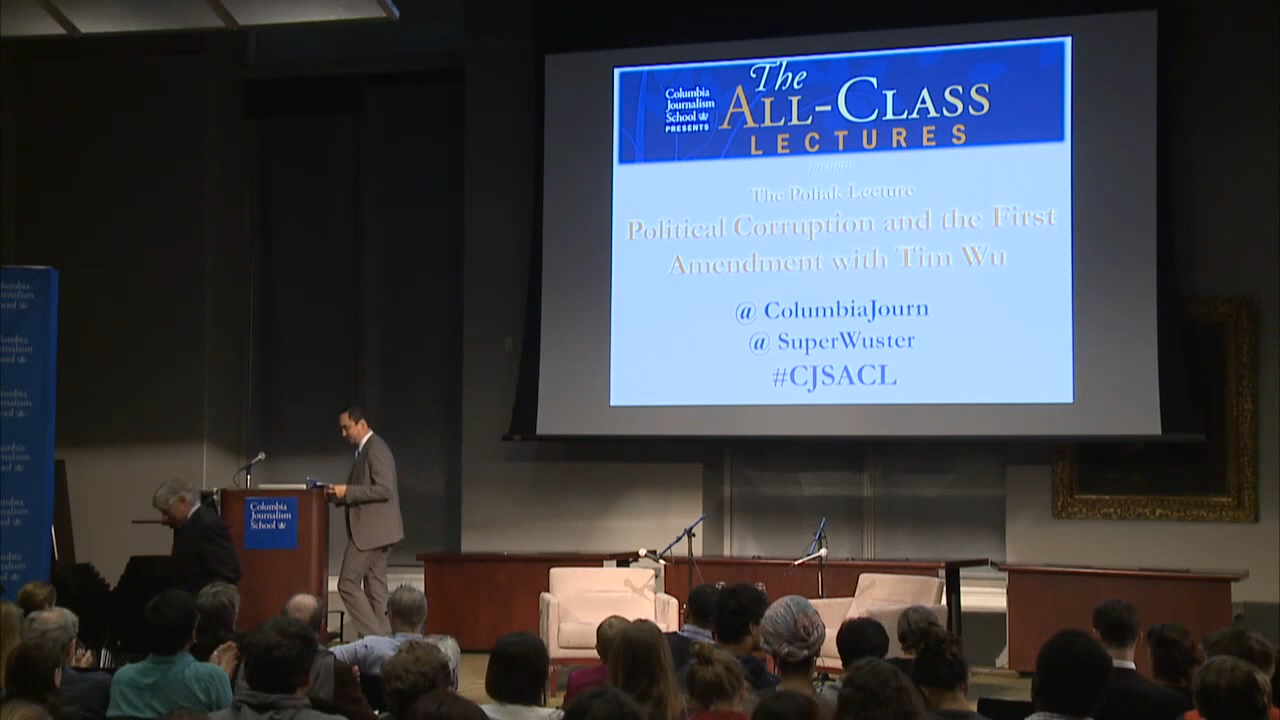 Columbia
Journalism
School
PRESENTS
The
ALL-CLASS
LECTURES
The Poliak Lecture
Political Corruption and the First
Amendment with Tim Wu
@ ColumbiaJourn
@ SuperWuster
#CJSACL
Columbia
Journalism
School